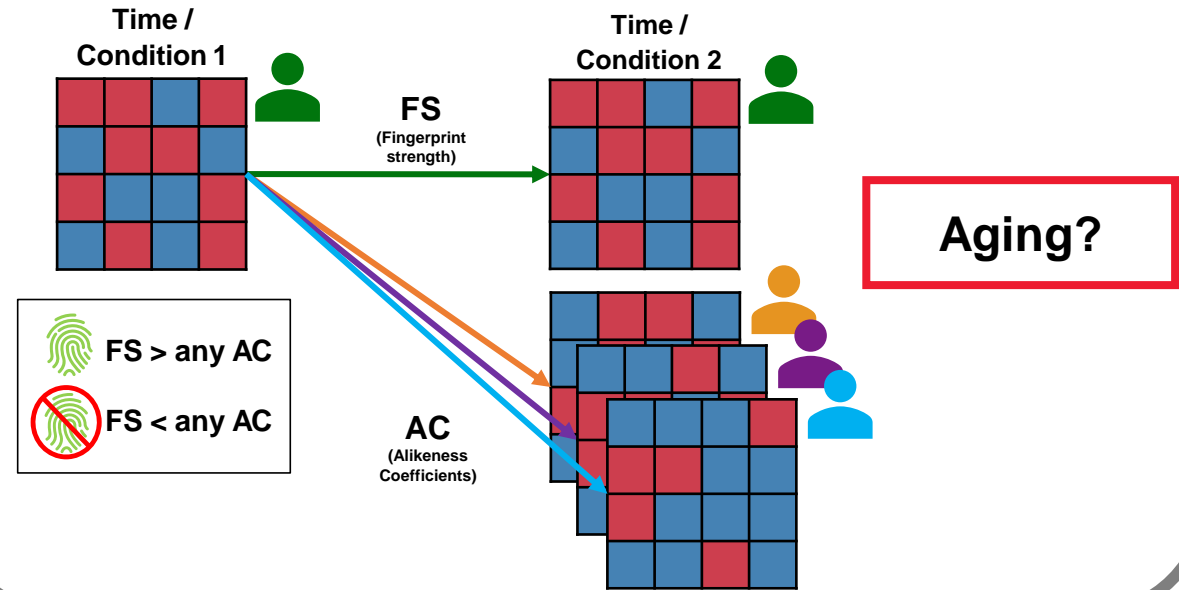 Time /
Condition 1
Time /
Condition 2
FS
(Fingerprint
strength)
Aging?
FS > any AC
FS < any AC
AC
(Alikeness
Coefficients)